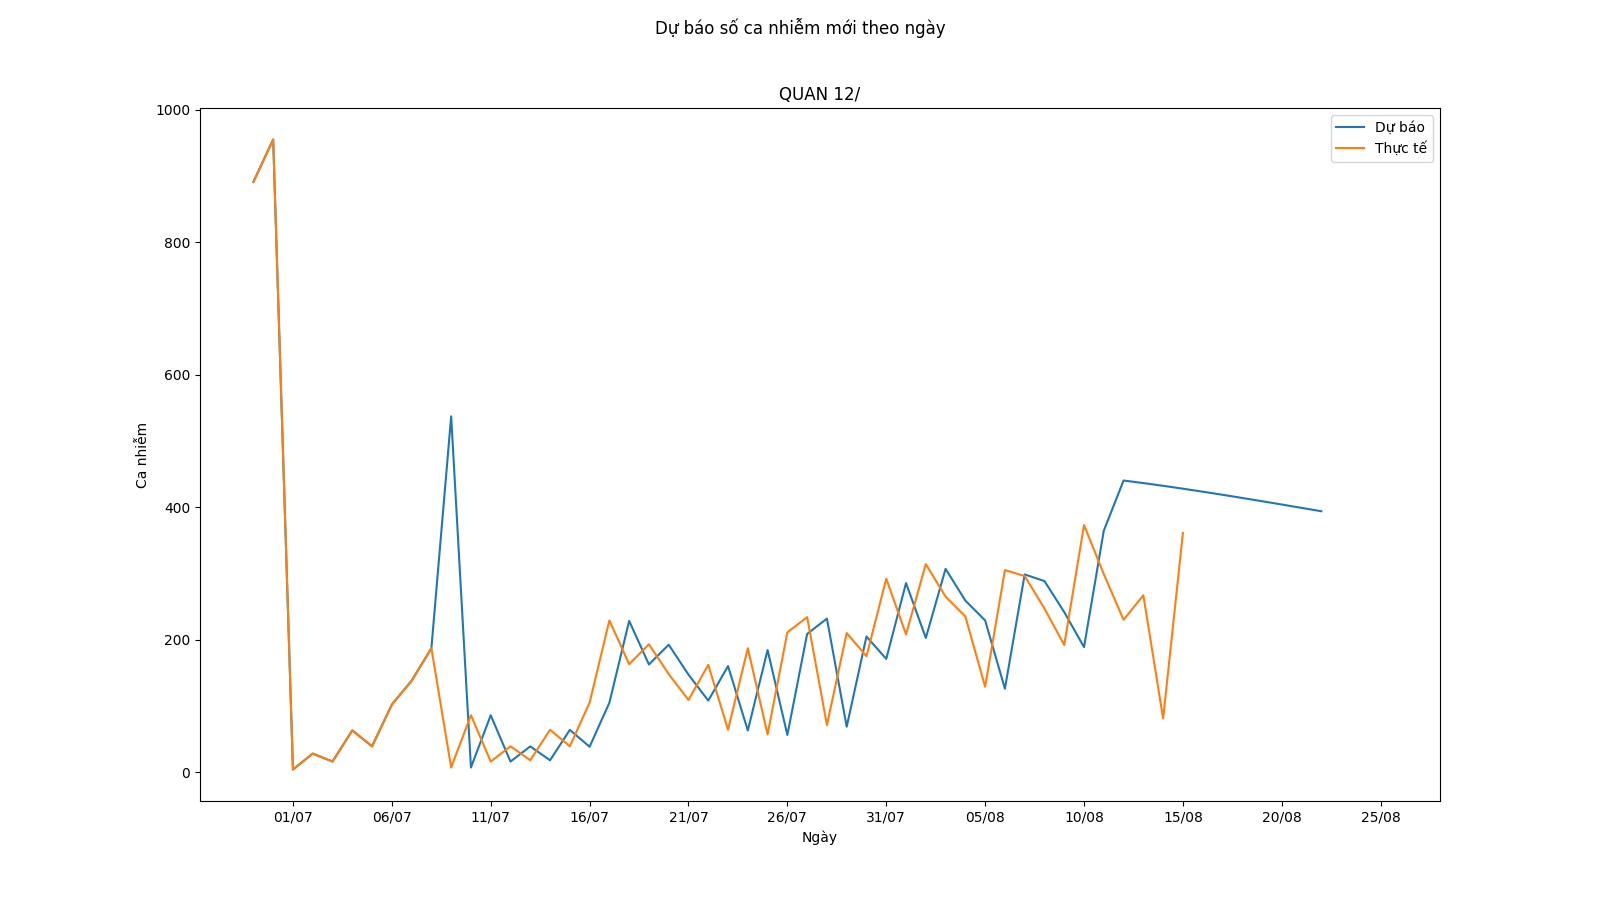 Dự báo số ca nhiễm mới theo ngày
QUAN 12/
Dự báo
Thực tế
1000
800
600
400
200
0
Ca nhiễm
01/07 06/07 11/07 16/07 21/07 26/07 31/07 05/08 10/08 15/08 20/08 25/08
Ngày